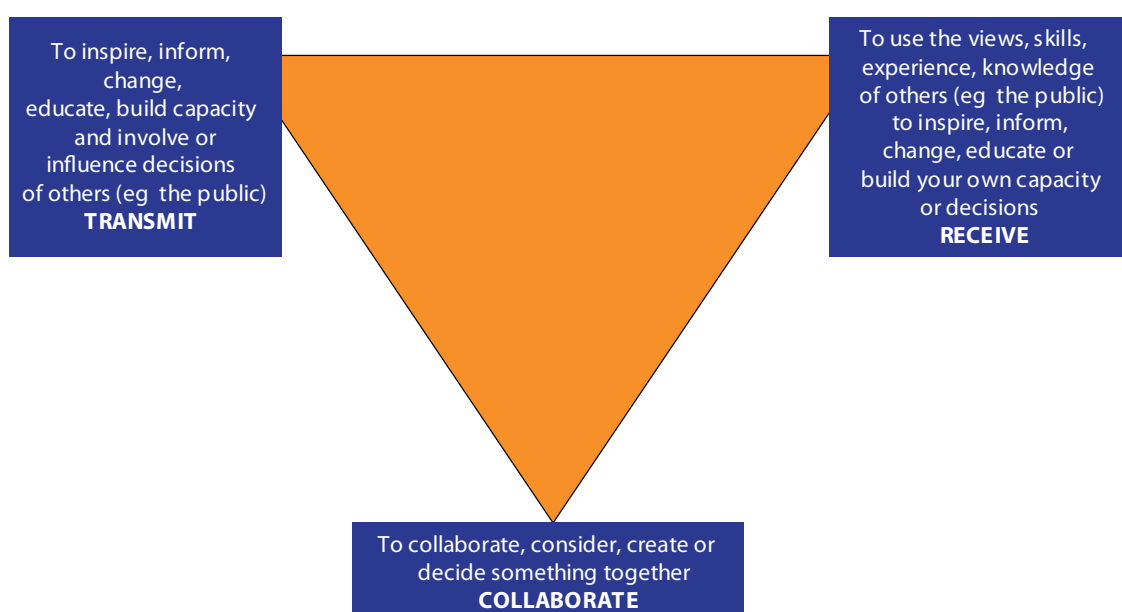 To inspire, inform,
change,
educate, build capacity
and involve or
influence decisions
of others (eg the public)
TRANSMIT
To use the views, skills,
experience, knowledge
of others (eg the public)
to inspire, inform,
change, educate or
build your own capacity
or decisions
RECEIVE
To collaborate, consider, create or
decide something together
COLLABORATE